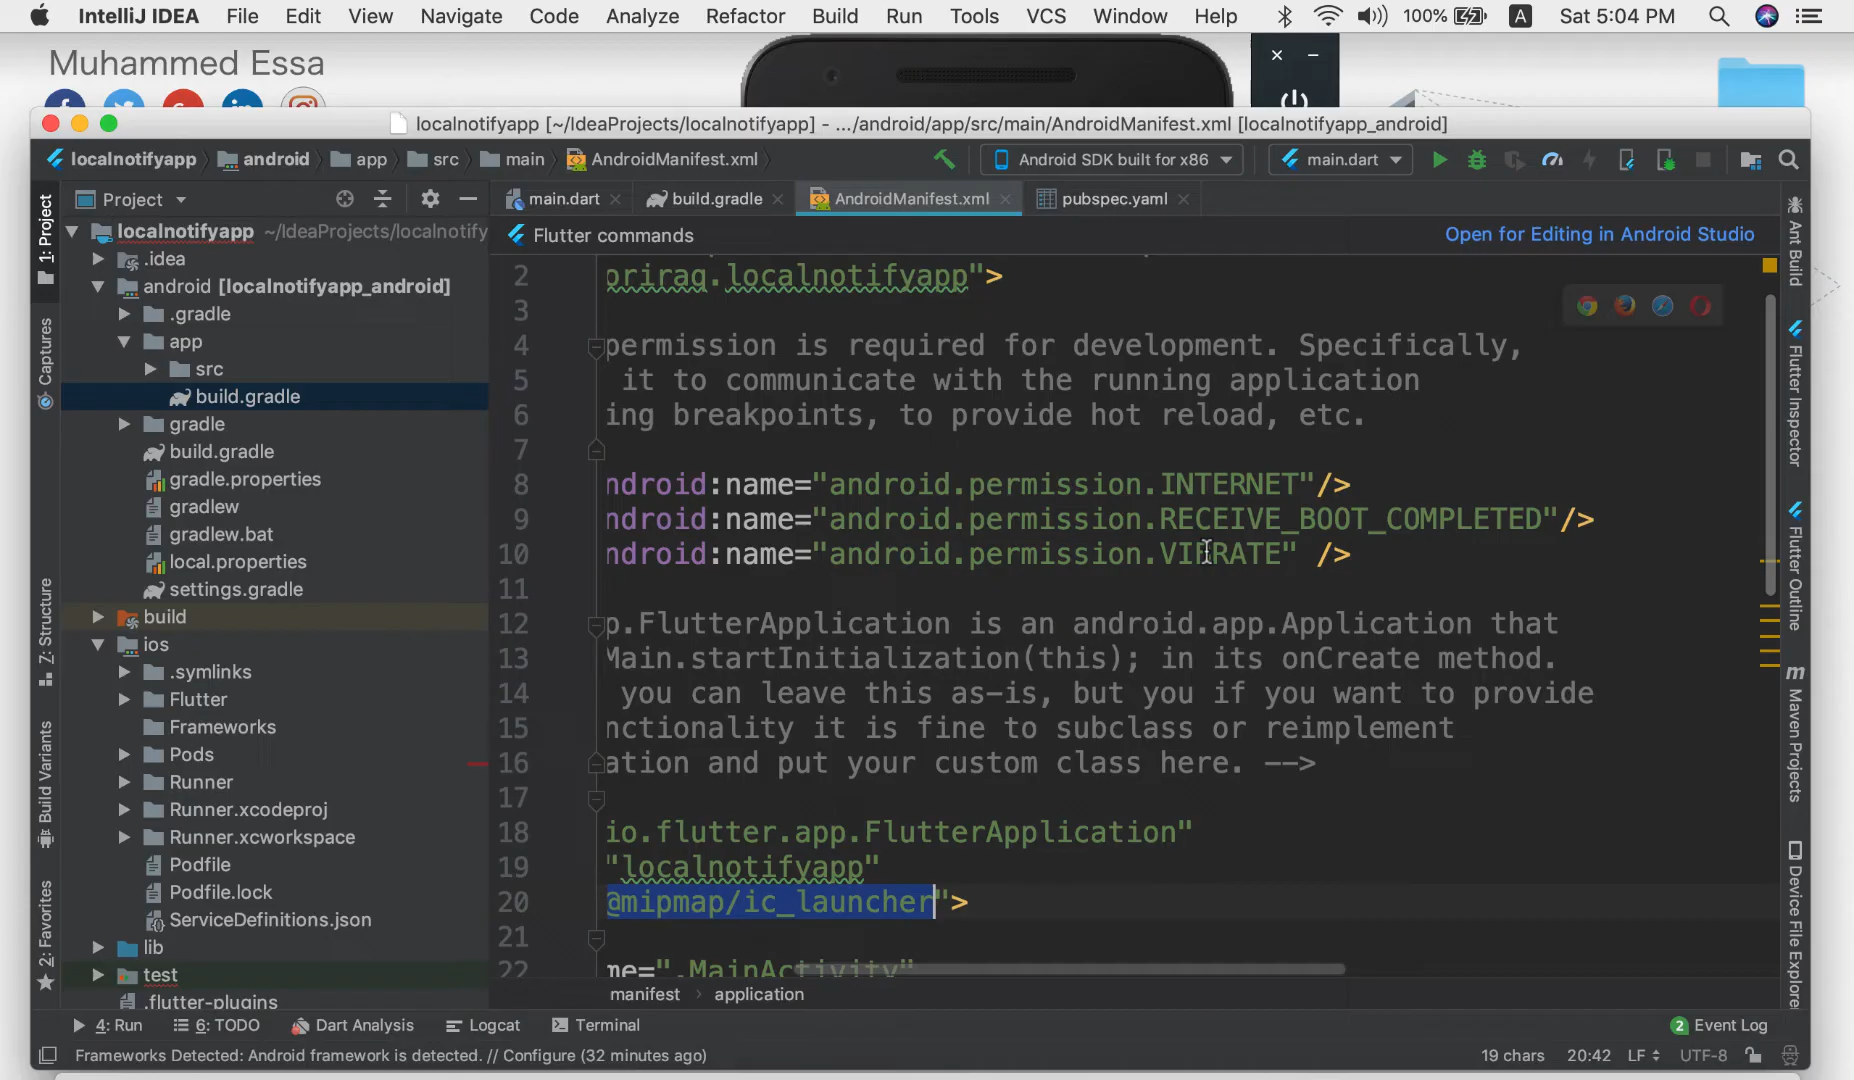 IntelliJ IDEA File Edit View Navigate Code Analyze Refactor Build Run Tools VCS Window Help 100% A Sat 5:04 PM
Muhammed Essa
localnotifyapp [~/IdeaProjects/localnotifyapp] - .../android/app/src/main/AndroidManifest.xml [localnotifyapp_android]
localnotifyapp android app src main AndroidManifest.xml Android SDK built for x86 main.dart
Project main.dart build.gradle AndroidManifest.xml pubspec.yaml
Flutter commands Open for Editing in Android Studio
1: Project
Captures
Z: Structure
Build Variants
2: Favorites
localnotifyapp ~/IdeaProjects/localnotify
.idea
android [localnotifyapp_android]
.gradle
app
src
build.gradle
gradle
build.gradle
gradle.properties
gradlew
gradlew.bat
local.properties
settings.gradle
build
ios
.symlinks
Flutter
Frameworks
Pods
Runner
Runner.xcodeproj
Runner.xcworkspace
Podfile
Podfile.lock
ServiceDefinitions.json
lib
test
.flutter-plugins
2 oriraq.localnotifyapp">
3
4 permission is required for development. Specifically,
5 it to communicate with the running application
6 ing breakpoints, to provide hot reload, etc.
7
8 ndroid:name="android.permission.INTERNET"/>
9 ndroid:name="android.permission.RECEIVE_BOOT_COMPLETED"/>
10 ndroid:name="android.permission.VIBRATE" />
11
12 p.FlutterApplication is an android.app.Application that
13 Main.startInitialization(this); in its onCreate method.
14 you can leave this as-is, but you if you want to provide
15 nctionality it is fine to subclass or reimplement
16 ation and put your custom class here. -->
17
18 io.flutter.app.FlutterApplication"
19 "localnotifyapp"
20 @mipmap/ic_launcher">
21
22 me=".MainActivity"
manifest application
Ant Build
Flutter Inspector
Flutter Outline
m Maven Projects
Device File Explorer
4: Run 6: TODO Dart Analysis Logcat Terminal 2 Event Log
Frameworks Detected: Android framework is detected. // Configure (32 minutes ago) 19 chars 20:42 LF UTF-8